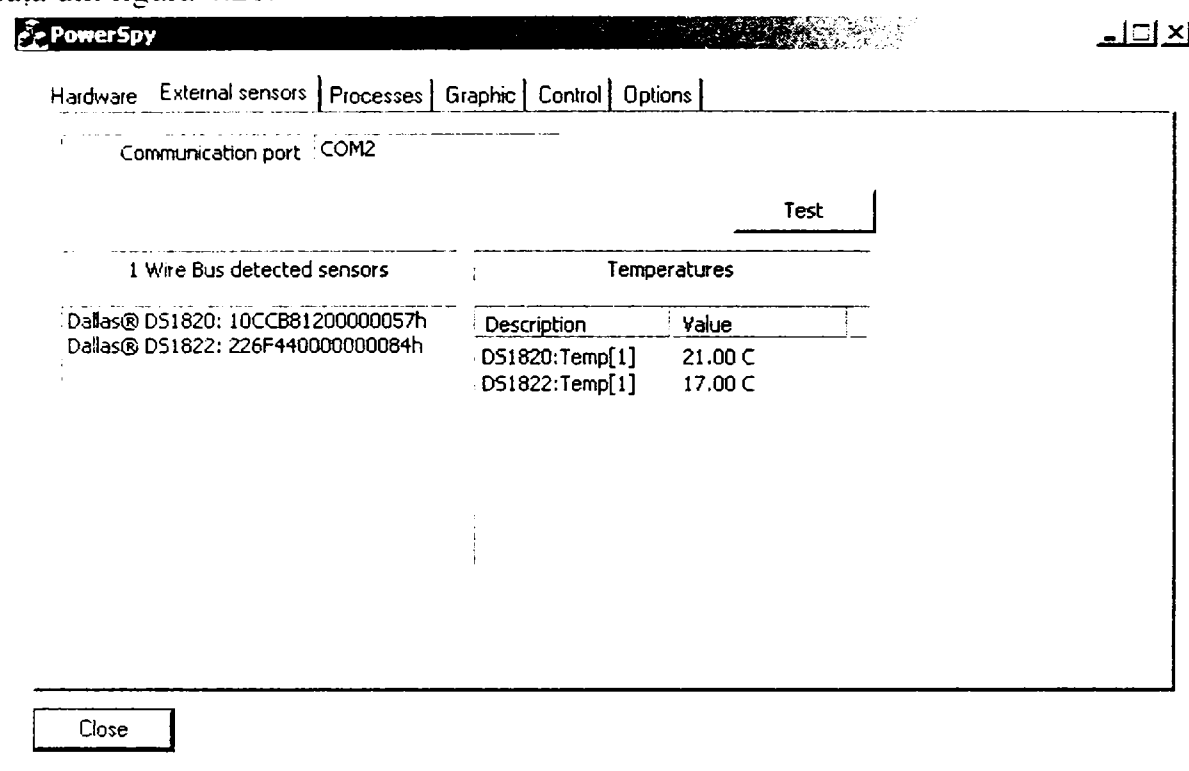 PowerSpy
Hardware External sensors Processes Graphic Control Options
Communication port COM2
Test
1 Wire Bus detected sensors
Temperatures
Dallas® DS1820: 10CCB81200000057h
Dallas® DS1822: 226F440000000084h
Description Value
DS1820:Temp[1] 21.00 C
DS1822:Temp[1] 17.00 C
Close